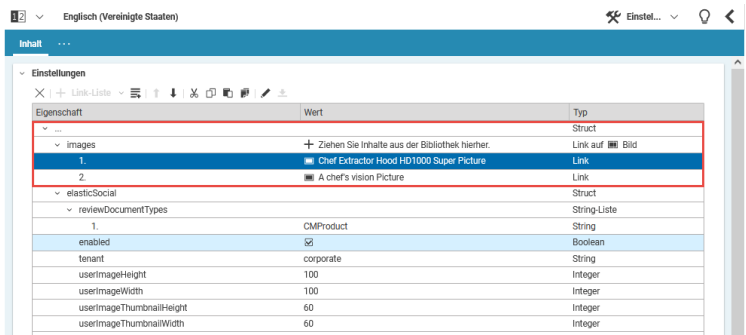 12 Englisch (Vereinigte Staaten) Einstel...
Inhalt ...
Einstellungen
Link-Liste
Eigenschaft Wert Typ
... Struct
images Ziehen Sie Inhalte aus der Bibliothek hierher. Link auf Bild
1. Chef Extractor Hood HD1000 Super Picture Link
2. A chef's vision Picture Link
elasticSocial Struct
reviewDocumentTypes String-Liste
1. CMProduct String
enabled Boolean
tenant corporate String
userImageHeight 100 Integer
userImageWidth 100 Integer
userImageThumbnailHeight 60 Integer
userImageThumbnailWidth 60 Integer